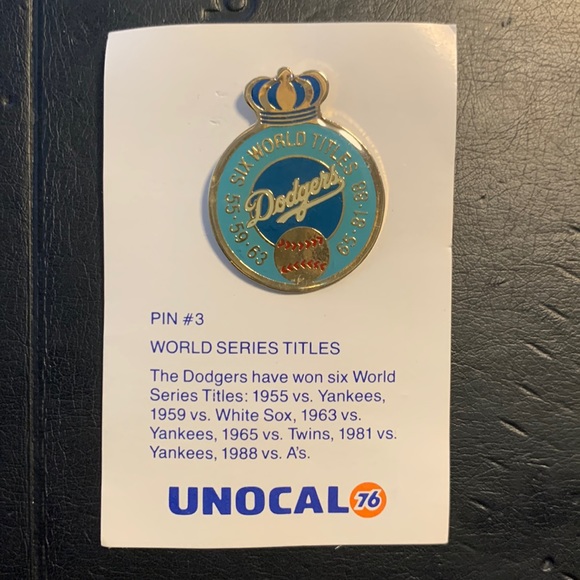 SIX WORLD TITLES
55·59·63 65·81·88
Dodgers
PIN #3
WORLD SERIES TITLES
The Dodgers have won six World
Series Titles: 1955 vs. Yankees,
1959 vs. White Sox, 1963 vs.
Yankees, 1965 vs. Twins, 1981 vs.
Yankees, 1988 vs. A's.
UNOCAL 76